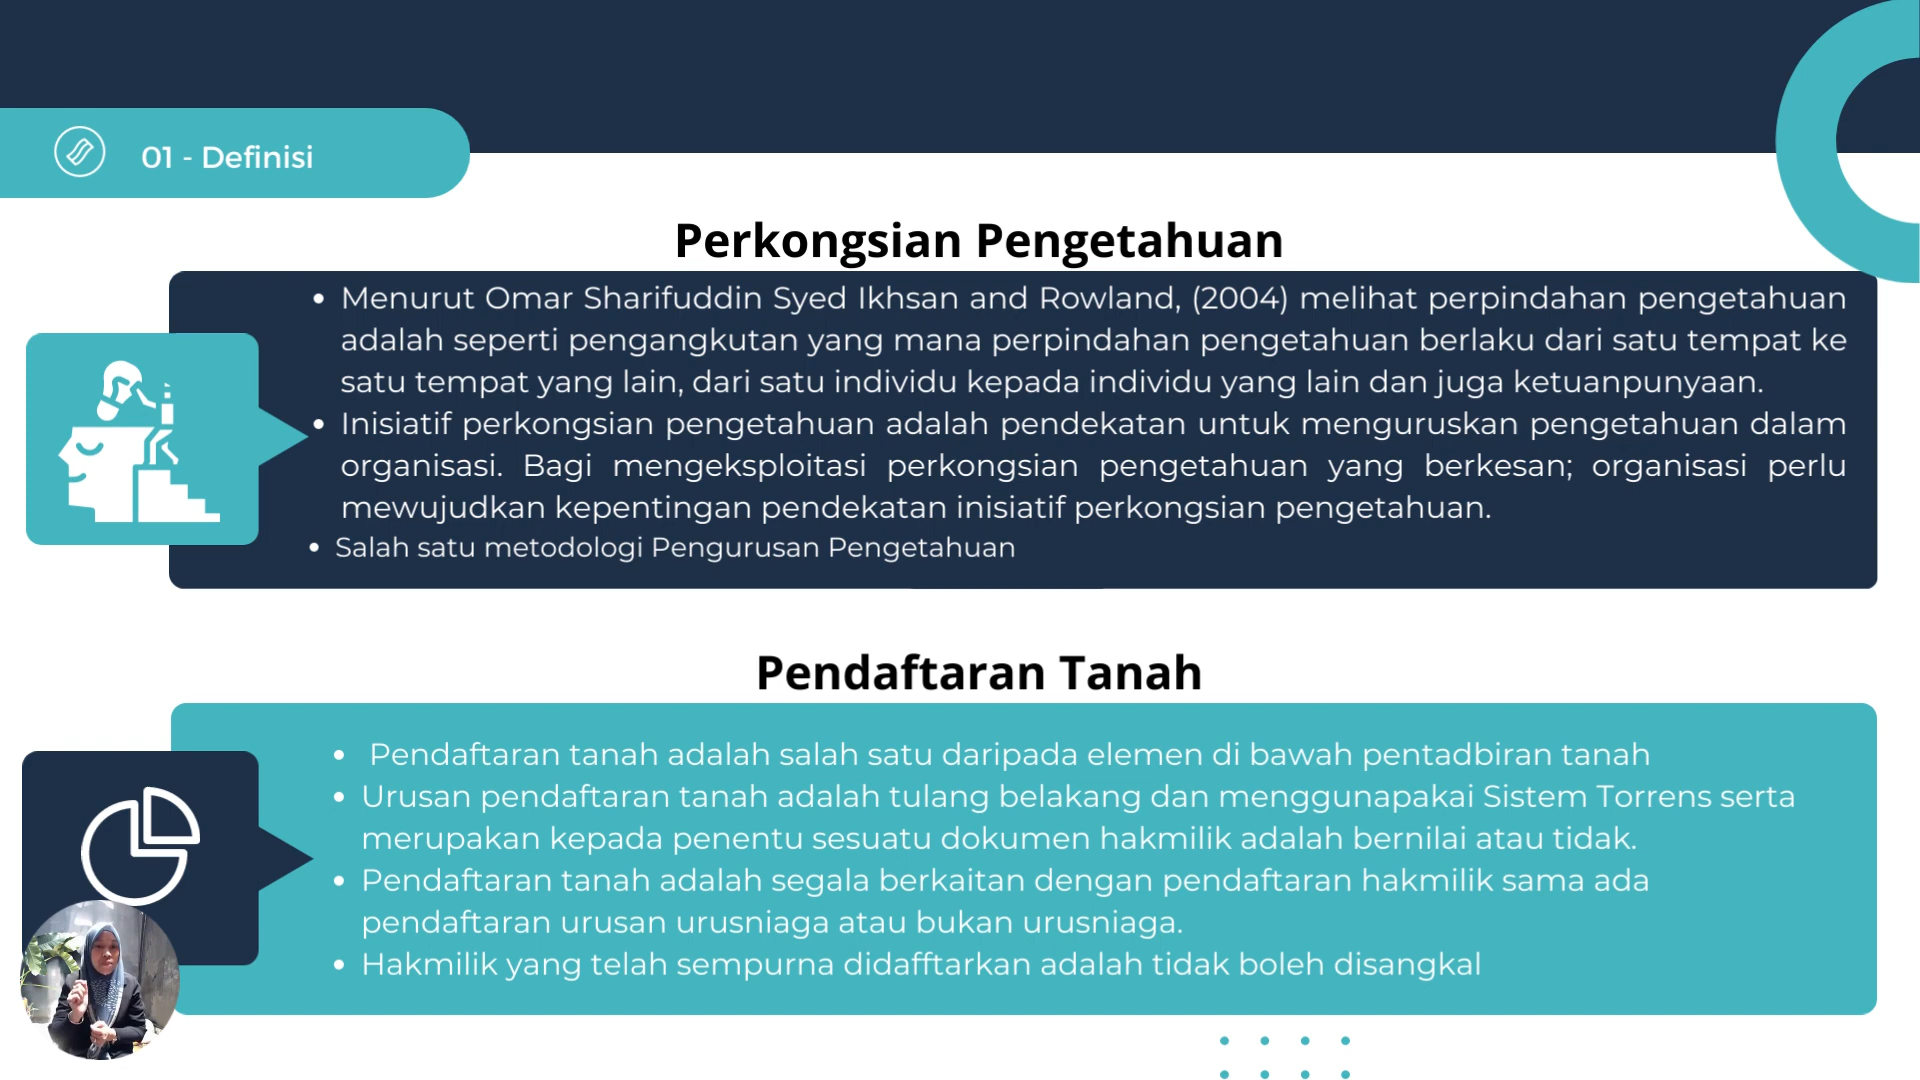 01 - Definisi
Perkongsian Pengetahuan
• Menurut Omar Sharifuddin Syed Ikhsan and Rowland, (2004) melihat perpindahan pengetahuan
adalah seperti pengangkutan yang mana perpindahan pengetahuan berlaku dari satu tempat ke
satu tempat yang lain, dari satu individu kepada individu yang lain dan juga ketuanpunyaan.
• Inisiatif perkongsian pengetahuan adalah pendekatan untuk menguruskan pengetahuan dalam
organisasi. Bagi mengeksploitasi perkongsian pengetahuan yang berkesan; organisasi perlu
mewujudkan kepentingan pendekatan inisiatif perkongsian pengetahuan.
• Salah satu metodologi Pengurusan Pengetahuan
Pendaftaran Tanah
• Pendaftaran tanah adalah salah satu daripada elemen di bawah pentadbiran tanah
• Urusan pendaftaran tanah adalah tulang belakang dan menggunapakai Sistem Torrens serta
merupakan kepada penentu sesuatu dokumen hakmilik adalah bernilai atau tidak.
• Pendaftaran tanah adalah segala berkaitan dengan pendaftaran hakmilik sama ada
pendaftaran urusan urusniaga atau bukan urusniaga.
• Hakmilik yang telah sempurna didafftarkan adalah tidak boleh disangkal